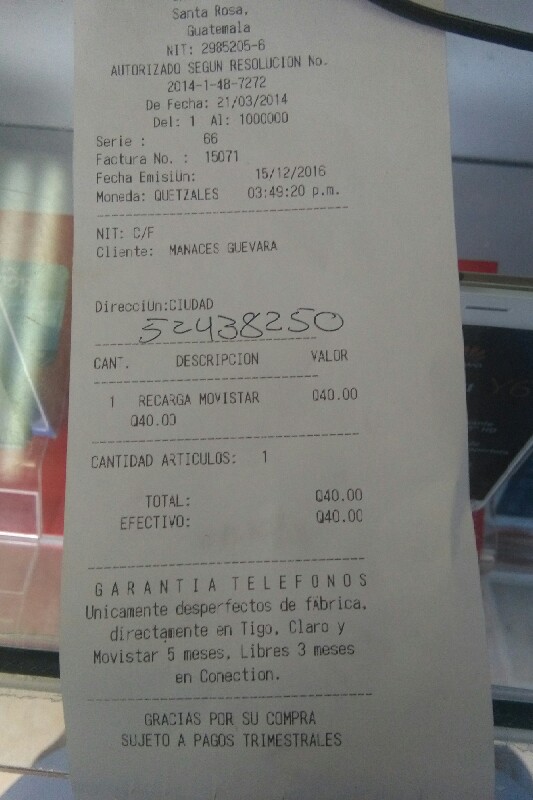 Santa Rosa,
Guatemala
NIT: 2985205-6
AUTORIZADO SEGUN RESOLUCION No.
2014-1-48-7272
De Fecha: 21/03/2014
Del: 1 Al: 1000000
Serie : 66
Factura No. : 15071
Fecha EmisiUn: 15/12/2016
Moneda: QUETZALES 03:49:20 p.m.
NIT: C/F
Cliente: MANACES GUEVARA
DirecciUn:CIUDAD
52438250
CANT. DESCRIPCION VALOR
1 RECARGA MOVISTAR Q40.00
Q40.00
CANTIDAD ARTICULOS: 1
TOTAL: Q40.00
EFECTIVO: Q40.00
GARANTIA TELEFONOS
Unicamente desperfectos de fAbrica,
directamente en Tigo, Claro y
Movistar 5 meses, Libres 3 meses
en Conection.
GRACIAS POR SU COMPRA
SUJETO A PAGOS TRIMESTRALES